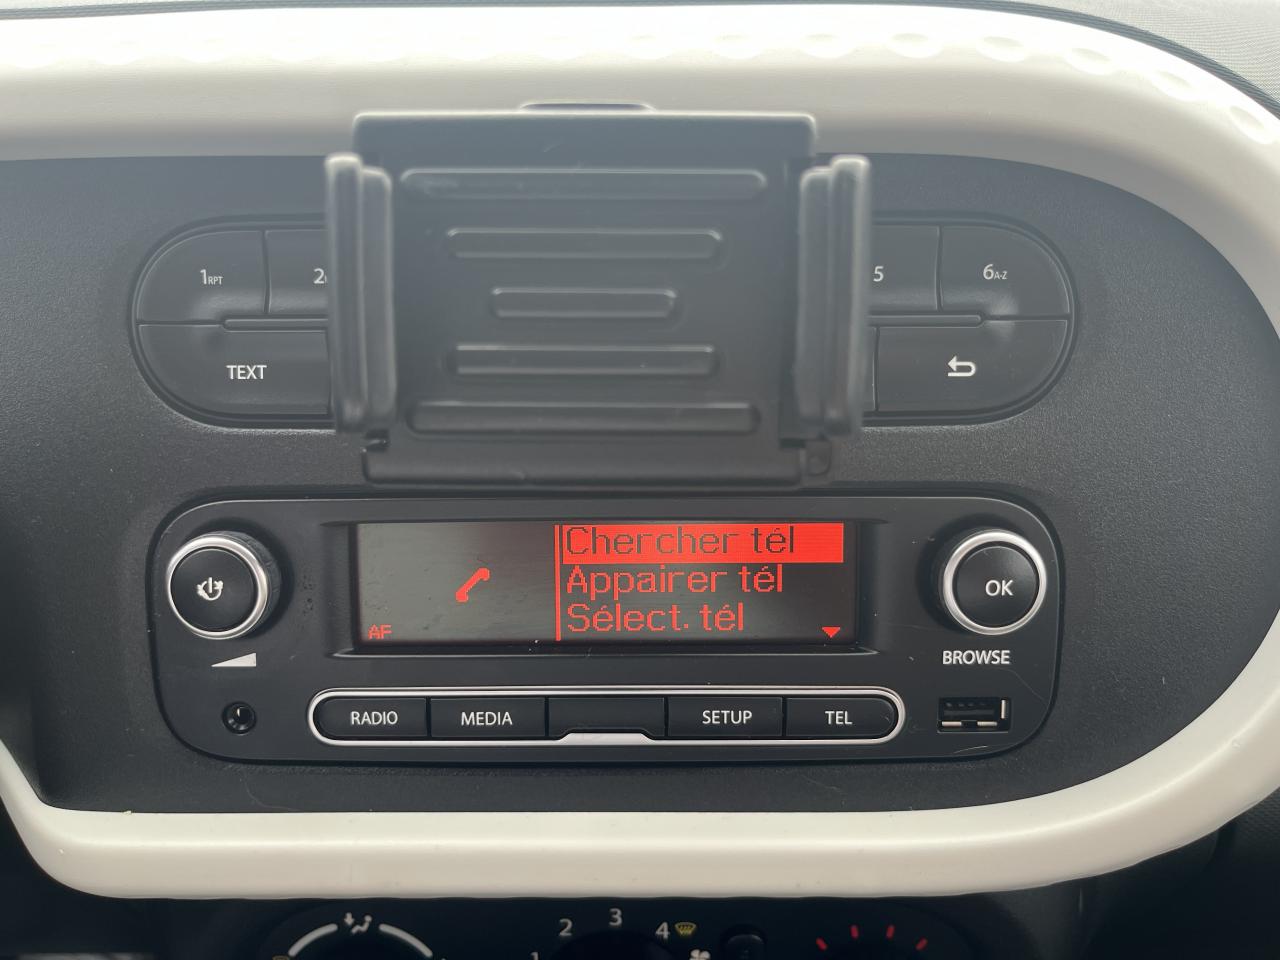 1RPT
2
5
6A-Z
TEXT
Chercher tél
Appairer tél
Sélect. tél
AF
OK
BROWSE
RADIO
MEDIA
SETUP
TEL
1
2
3
4